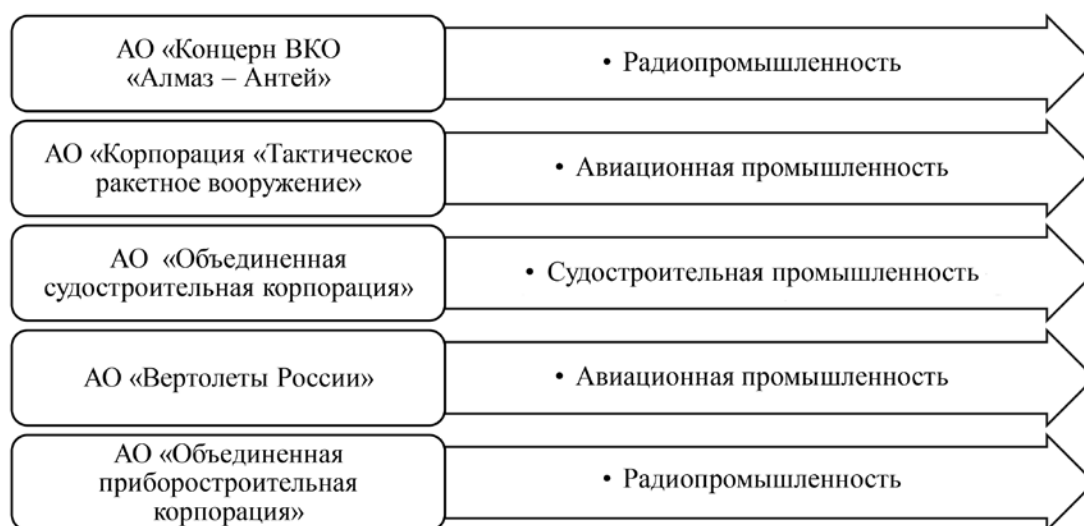 АО «Концерн ВКО
«Алмаз – Антей»
• Радиопромышленность
АО «Корпорация «Тактическое
ракетное вооружение»
• Авиационная промышленность
АО «Объединенная
судостроительная корпорация»
• Судостроительная промышленность
АО «Вертолеты России»
• Авиационная промышленность
АО «Объединенная
приборостроительная
корпорация»
• Радиопромышленность